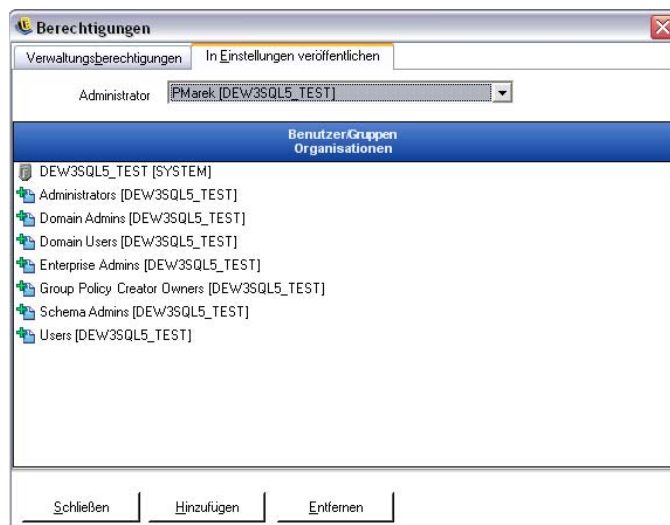 Berechtigungen
Verwaltungsberechtigungen
In Einstellungen veröffentlichen
Administrator
PMarek [DEW3SQL5_TEST]
Benutzer/Gruppen
Organisationen
DEW3SQL5_TEST [SYSTEM]
Administrators [DEW3SQL5_TEST]
Domain Admins [DEW3SQL5_TEST]
Domain Users [DEW3SQL5_TEST]
Enterprise Admins [DEW3SQL5_TEST]
Group Policy Creator Owners [DEW3SQL5_TEST]
Schema Admins [DEW3SQL5_TEST]
Users [DEW3SQL5_TEST]
Schließen
Hinzufügen
Entfernen